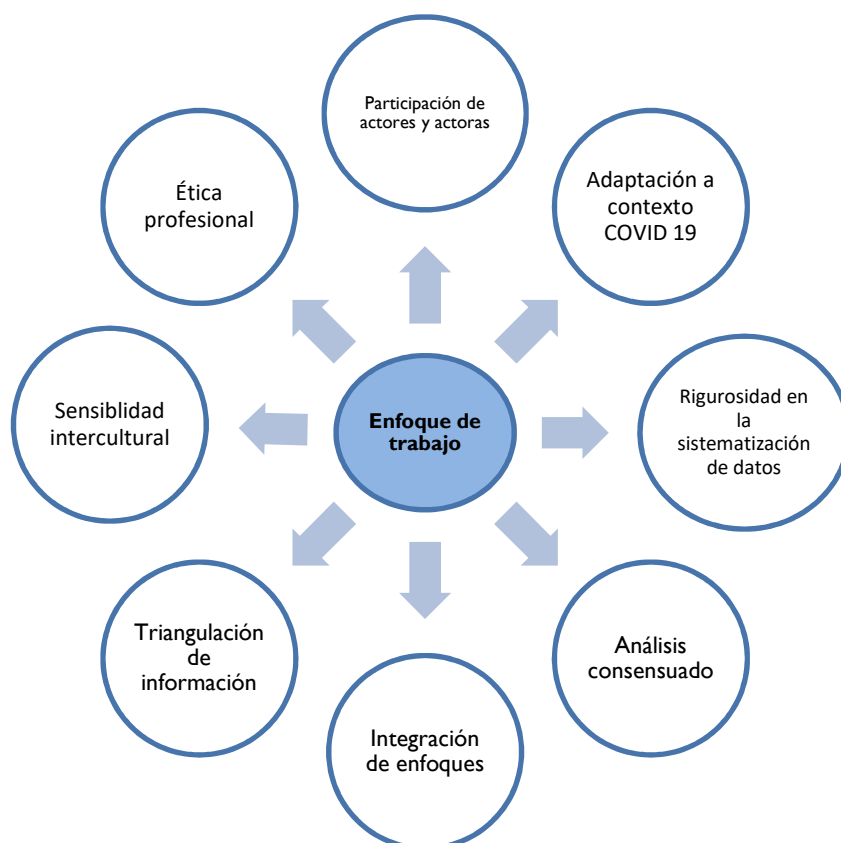 Participación de
actores y actoras
Adaptación a
contexto
COVID 19
Rigurosidad en
la
sistematización
de datos
Análisis
consensuado
Integración
de enfoques
Triangulación
de
información
Sensiblidad
intercultural
Ética
profesional
Enfoque de
trabajo